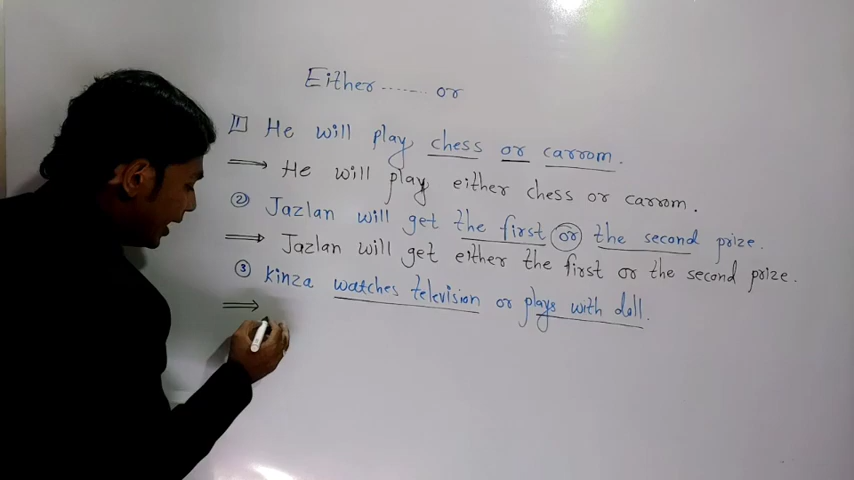 Either ........ or
1 He will play chess or carrom.
⟹ He will play either chess or carrom.
② Jazlan will get the first or the second prize.
⟹ Jazlan will get either the first or the second prize.
③ Kinza watches television or plays with doll.
⟹